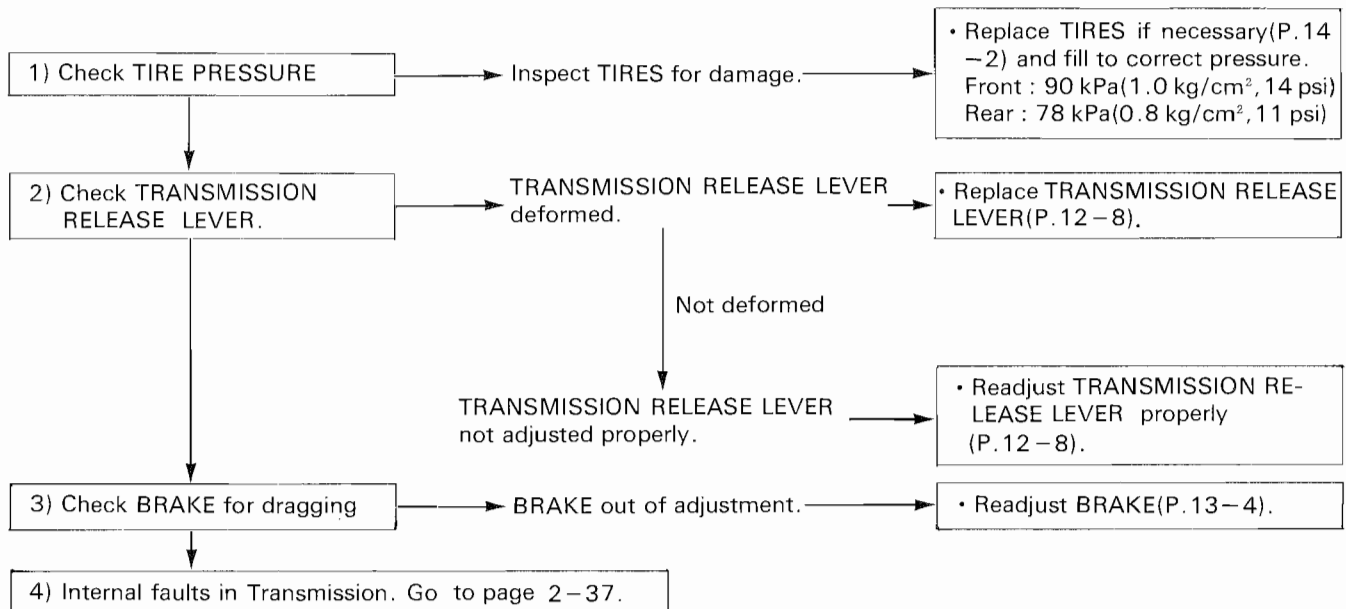 1) Check TIRE PRESSURE
Inspect TIRES for damage.
• Replace TIRES if necessary(P.14
−2) and fill to correct pressure.
Front : 90 kPa(1.0 kg/cm², 14 psi)
Rear : 78 kPa(0.8 kg/cm², 11 psi)
2) Check TRANSMISSION
RELEASE LEVER.
TRANSMISSION RELEASE LEVER
deformed.
• Replace TRANSMISSION RELEASE
LEVER(P.12−8).
Not deformed
TRANSMISSION RELEASE LEVER
not adjusted properly.
• Readjust TRANSMISSION RE-
LEASE LEVER properly
(P.12−8).
3) Check BRAKE for dragging
BRAKE out of adjustment.
• Readjust BRAKE(P.13−4).
4) Internal faults in Transmission. Go to page 2−37.